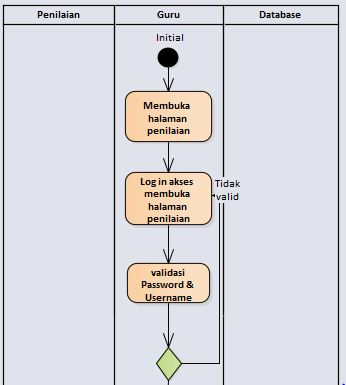 Penilaian
Guru
Database
Initial
Membuka
halaman
penilaian
Log in akses
membuka
halaman
penilaian
Tidak
valid
validasi
Password &
Username